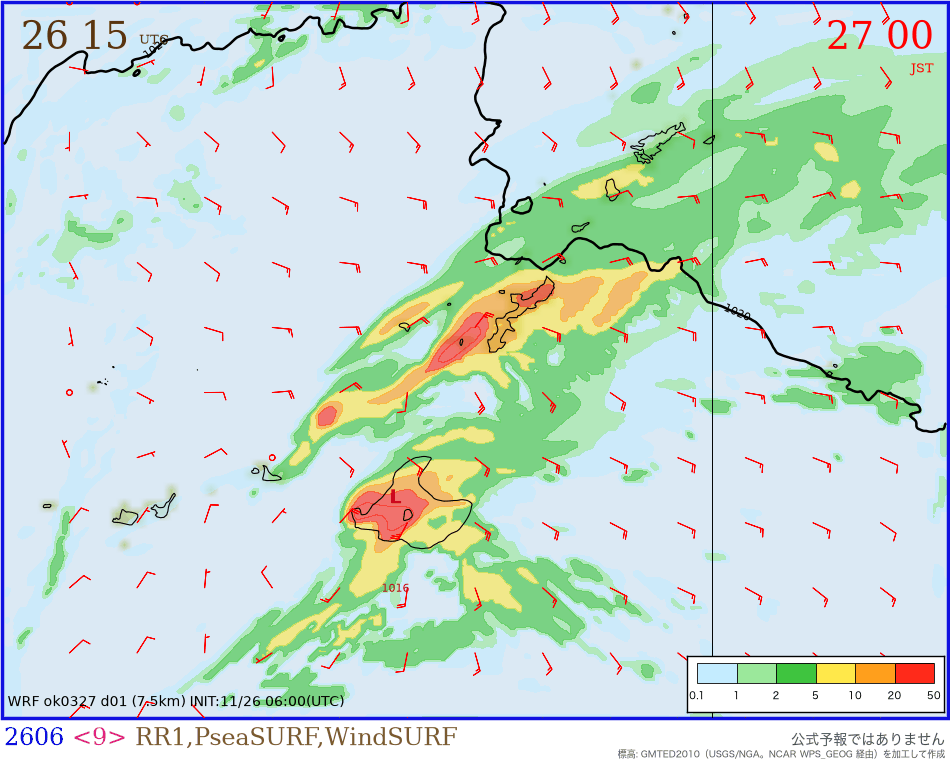 26 15 UTC
27 00
JST
1020
1020
L
1016
0.1 1 2 5 10 20 50
WRF ok0327 d01 (7.5km) INIT:11/26 06:00(UTC)
2606 <9> RR1,PseaSURF,WindSURF
公式予報ではありません
標高: GMTED2010（USGS/NGA。NCAR WPS_GEOG 経由）を加工して作成